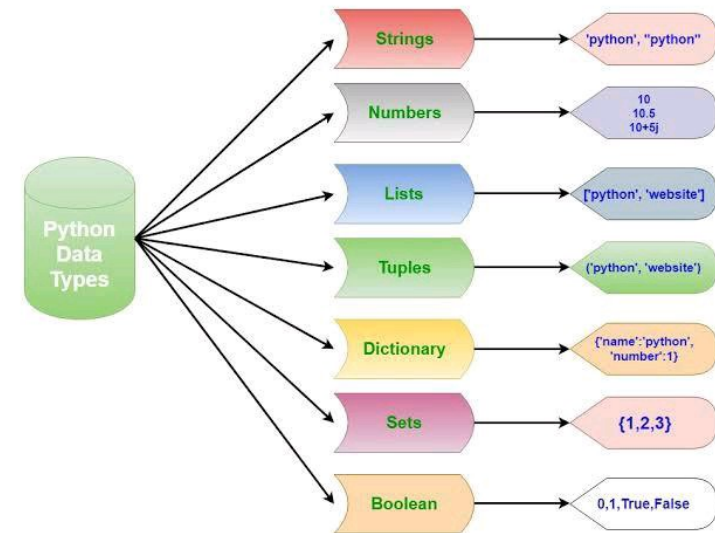 Python
Data
Types
Strings
'python', "python"
Numbers
10
10.5
10+5j
Lists
['python', 'website']
Tuples
('python', 'website')
Dictionary
{'name':'python',
'number':1}
Sets
{1,2,3}
Boolean
0,1,True,False